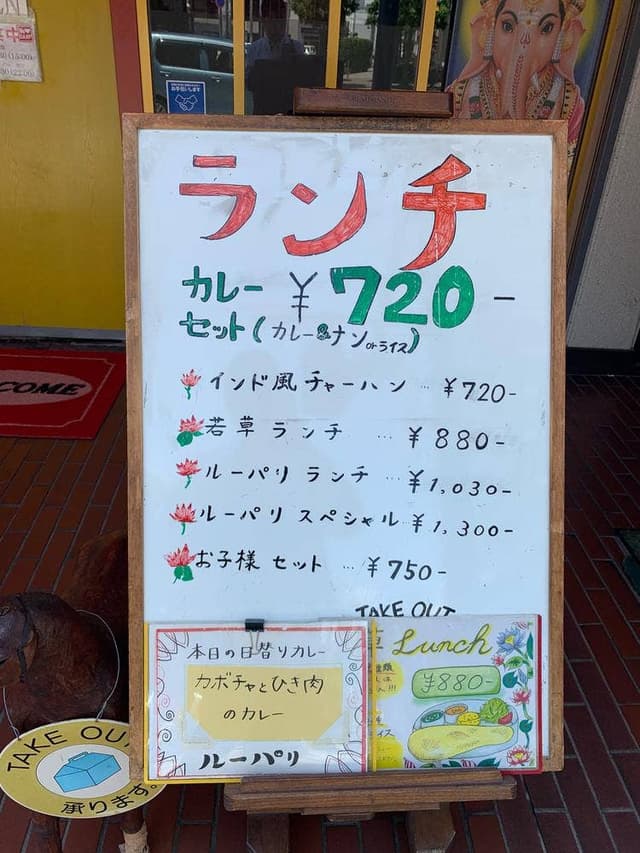 ランチ
カレー ¥720-
セット(カレー&ナン or ライス)
インド風 チャーハン … ¥720-
若草 ランチ … ¥880-
ルーパリ ランチ … ¥1,030-
ルーパリ スペシャル ¥1,300-
お子様 セット … ¥750-
TAKE OUT
本日の日替りカレー
カボチャとひき肉
のカレー
ルーパリ
草 Lunch
¥880-
COME
TAKE OUT
承ります。